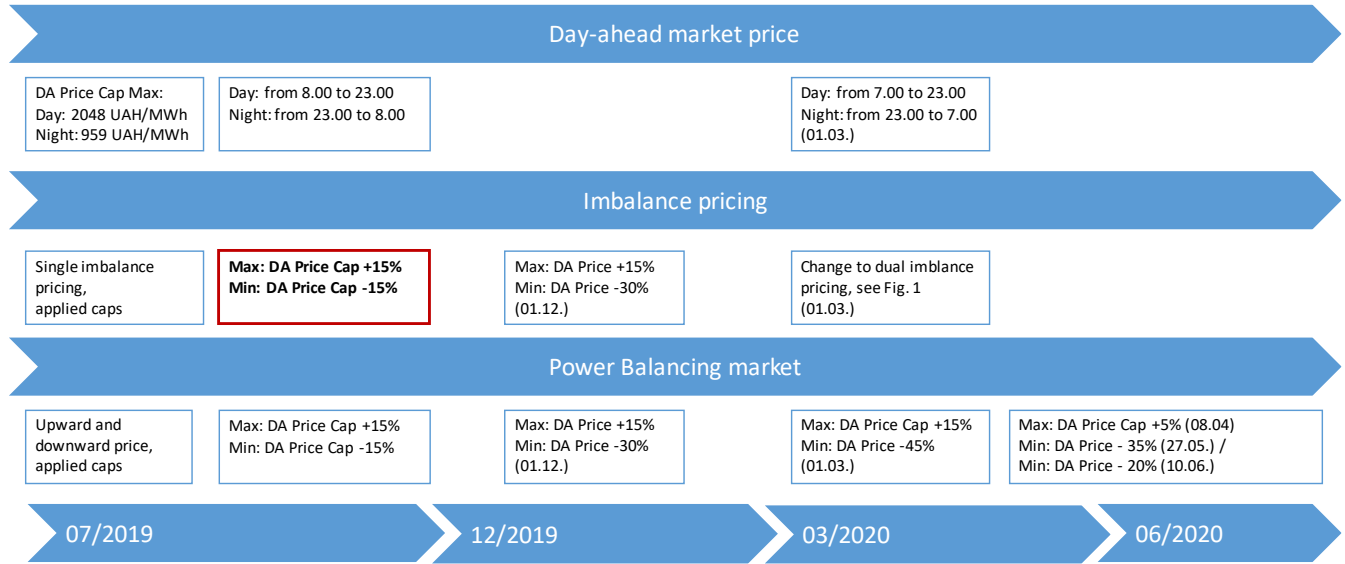 Day-ahead market price
DA Price Cap Max:
Day: 2048 UAH/MWh
Night: 959 UAH/MWh
Day: from 8.00 to 23.00
Night: from 23.00 to 8.00
Day: from 7.00 to 23.00
Night: from 23.00 to 7.00
(01.03.)
Imbalance pricing
Single imbalance
pricing,
applied caps
Max: DA Price Cap +15%
Min: DA Price Cap -15%
Max: DA Price +15%
Min: DA Price -30%
(01.12.)
Change to dual imblance
pricing, see Fig. 1
(01.03.)
Power Balancing market
Upward and
downward price,
applied caps
Max: DA Price Cap +15%
Min: DA Price Cap -15%
Max: DA Price +15%
Min: DA Price -30%
(01.12.)
Max: DA Price Cap +15%
Min: DA Price -45%
(01.03.)
Max: DA Price Cap +5% (08.04)
Min: DA Price - 35% (27.05.) /
Min: DA Price - 20% (10.06.)
07/2019
12/2019
03/2020
06/2020